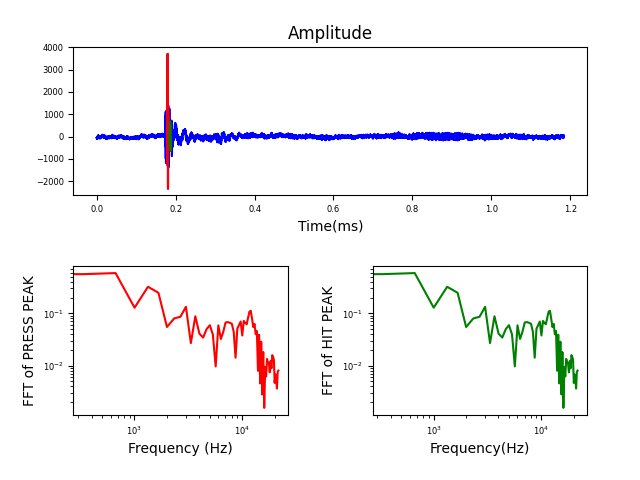 Amplitude
4000
3000
2000
1000
0
−1000
−2000
0.0 0.2 0.4 0.6 0.8 1.0 1.2
Time(ms)
FFT of PRESS PEAK
10⁻¹
10⁻²
10³ 10⁴
Frequency (Hz)
FFT of HIT PEAK
10⁻¹
10⁻²
10³ 10⁴
Frequency(Hz)